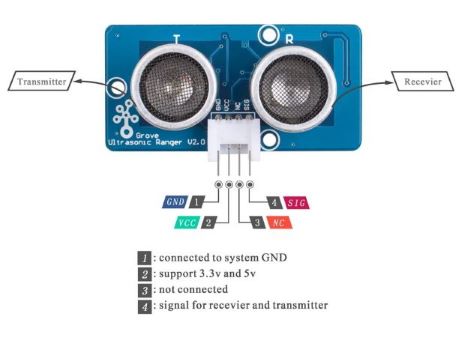 T R
Transmitter
Recevier
GND VCC NC SIG
Grove
Ultrasonic Ranger V2.0
GND 1
4 SIG
VCC 2
3 NC
1 : connected to system GND
2 : support 3.3v and 5v
3 : not connected
4 : signal for recevier and transmitter